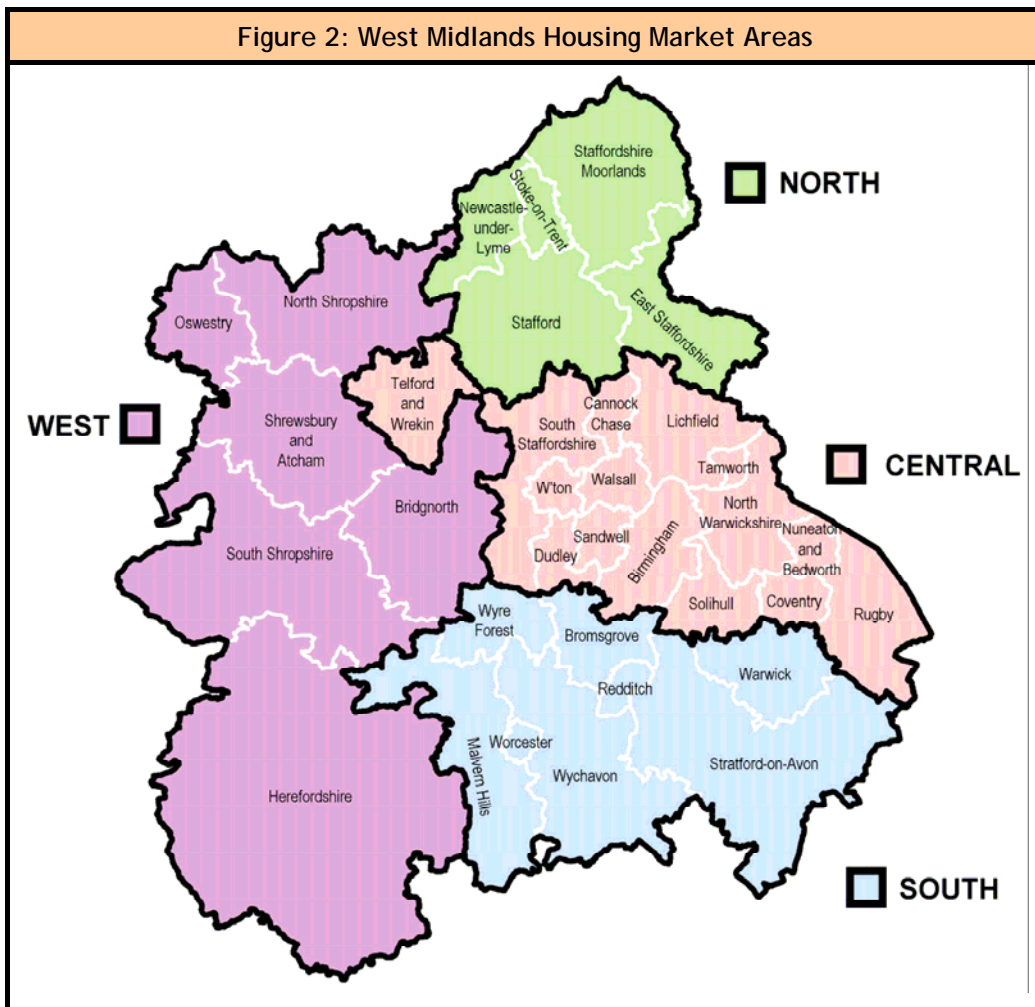 Figure 2: West Midlands Housing Market Areas
Staffordshire
Moorlands
NORTH
Stoke-on-Trent
Newcastle-
under-
Lyme
North Shropshire
Oswestry
Stafford
East Staffordshire
Telford
and
Wrekin
WEST
Shrewsbury
and
Atcham
Cannock
Chase
South
Staffordshire
Lichfield
CENTRAL
Tamworth
W'ton
Walsall
Bridgnorth
North
Warwickshire
Nuneaton
and
Bedworth
Sandwell
Birmingham
Dudley
South Shropshire
Solihull
Coventry
Rugby
Wyre
Forest
Bromsgrove
Warwick
Redditch
Worcester
Malvern Hills
Wychavon
Stratford-on-Avon
Herefordshire
SOUTH